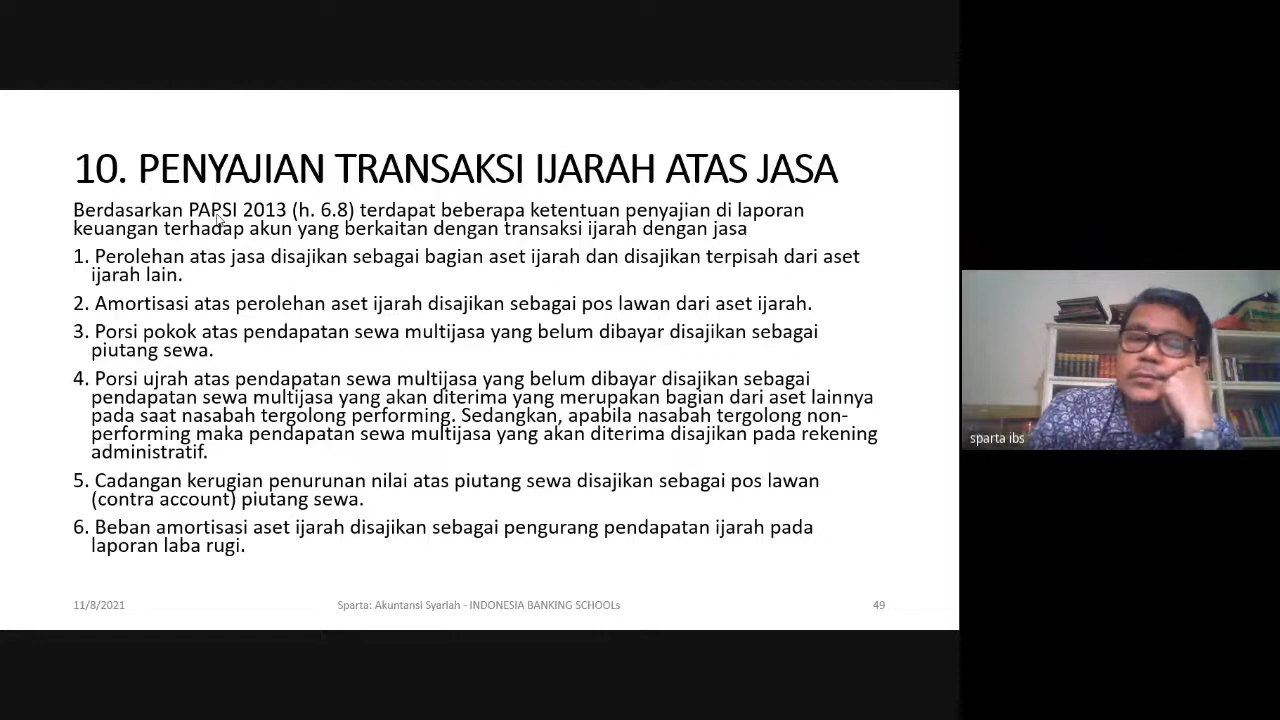 10. PENYAJIAN TRANSAKSI IJARAH ATAS JASA
Berdasarkan PAPSI 2013 (h. 6.8) terdapat beberapa ketentuan penyajian di laporan
keuangan terhadap akun yang berkaitan dengan transaksi ijarah dengan jasa
1. Perolehan atas jasa disajikan sebagai bagian aset ijarah dan disajikan terpisah dari aset
ijarah lain.
2. Amortisasi atas perolehan aset ijarah disajikan sebagai pos lawan dari aset ijarah.
3. Porsi pokok atas pendapatan sewa multijasa yang belum dibayar disajikan sebagai
piutang sewa.
4. Porsi ujrah atas pendapatan sewa multijasa yang belum dibayar disajikan sebagai
pendapatan sewa multijasa yang akan diterima yang merupakan bagian dari aset lainnya
pada saat nasabah tergolong performing. Sedangkan, apabila nasabah tergolong non-
performing maka pendapatan sewa multijasa yang akan diterima disajikan pada rekening
administratif.
5. Cadangan kerugian penurunan nilai atas piutang sewa disajikan sebagai pos lawan
(contra account) piutang sewa.
6. Beban amortisasi aset ijarah disajikan sebagai pengurang pendapatan ijarah pada
laporan laba rugi.
11/8/2021
Sparta: Akuntansi Syariah - INDONESIA BANKING SCHOOLs
49
sparta ibs